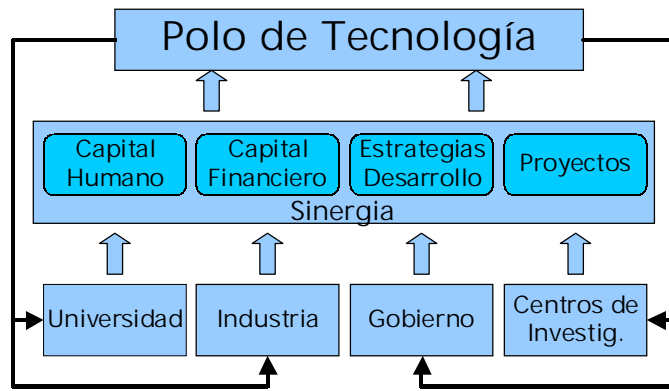 Polo de Tecnología
Capital
Humano
Capital
Financiero
Estrategias
Desarrollo
Proyectos
Sinergia
Universidad
Industria
Gobierno
Centros de
Investig.